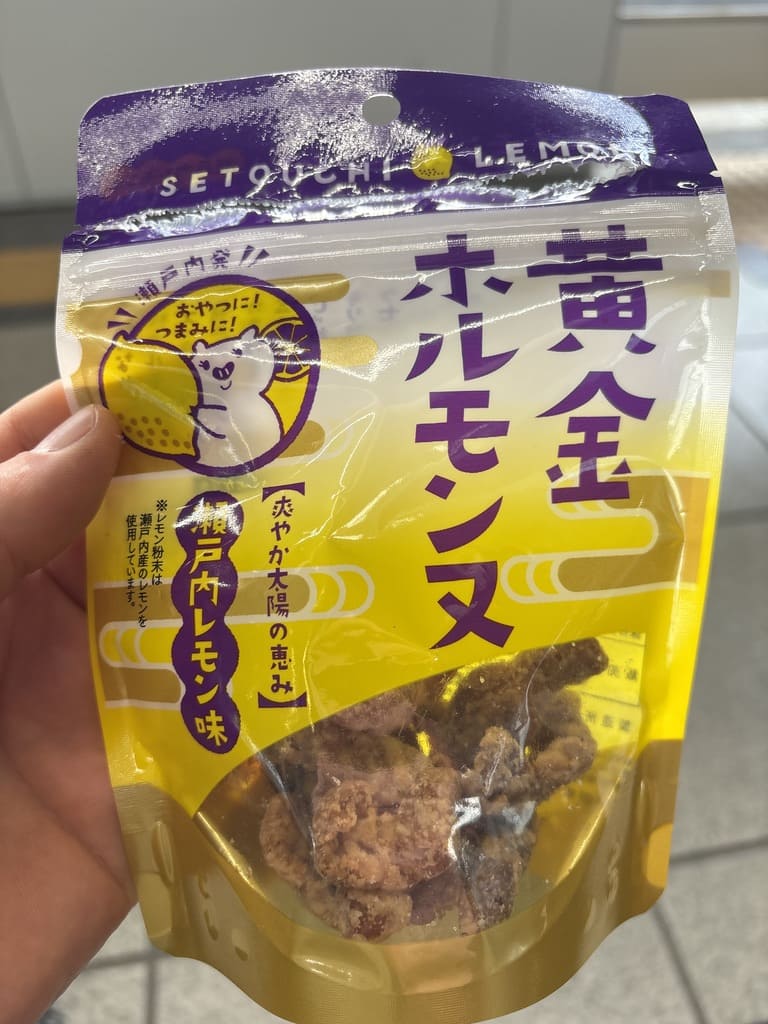 SETOUCHI LEMON
黄金
ホルモンヌ
瀬戸内発
おやつに!
つまみに!
【爽やか太陽の恵み】
瀬戸内レモン味
※レモン粉末は
瀬戸内産のレモンを
使用しています。